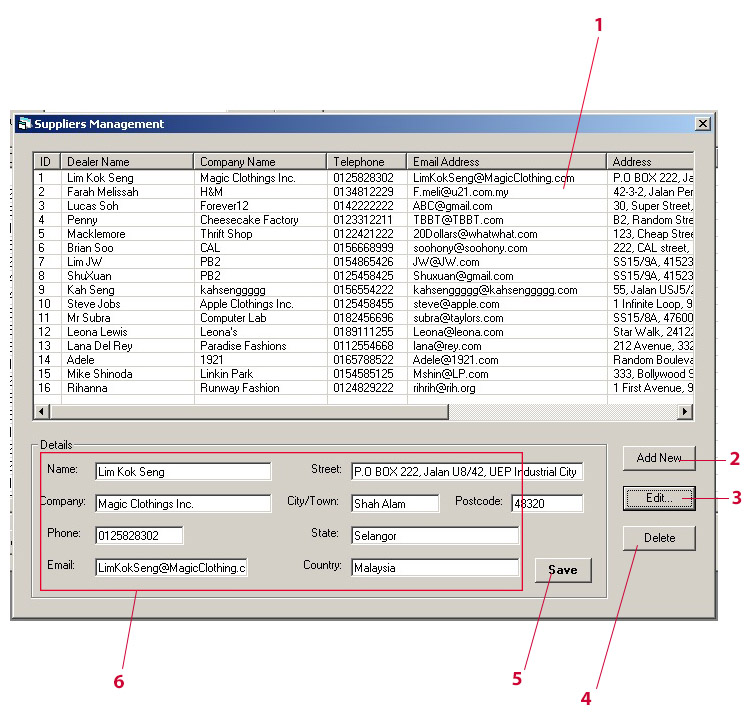 1
Suppliers Management
ID Dealer Name Company Name Telephone Email Address Address
1 Lim Kok Seng Magic Clothings Inc. 0125828302 LimKokSeng@MagicClothing.com P.O BOX 222, Ja
2 Farah Melissah H&M 0134812229 F.meli@u21.com.my 42-3-2, Jalan Per
3 Lucas Soh Forever12 0142222222 ABC@gmail.com 30, Super Street,
4 Penny Cheesecake Factory 0123312211 TBBT@TBBT.com B2, Random Stre
5 Macklemore Thrift Shop 0122421222 20Dollars@whatwhat.com 123, Cheap Stree
6 Brian Soo CAL 0156668999 soohony@soohony.com 222, CAL street,
7 Lim JW PB2 0154865426 JW@JW.com SS15/9A, 41523
8 ShuXuan PB2 0125458425 Shuxuan@gmail.com SS15/9A, 41523
9 Kah Seng kahsenggggg 0156554222 kahsenggggg@kahsenggggg.com 55, Jalan USJ5/2
10 Steve Jobs Apple Clothings Inc. 0125458455 steve@apple.com 1 Infinite Loop, 9
11 Mr Subra Computer Lab 0182456696 subra@taylors.com SS15/8A, 47600
12 Leona Lewis Leona's 0189111255 Leona@leona.com Star Walk, 24122
13 Lana Del Rey Paradise Fashions 0112554668 lana@rey.com 212 Avenue, 332
14 Adele 1921 0165788522 Adele@1921.com Random Bouleva
15 Mike Shinoda Linkin Park 0154585125 Mshin@LP.com 333, Bollywood S
16 Rihanna Runway Fashion 0124829222 rihrih@rih.org 1 First Avenue, 9
Details
Name: Lim Kok Seng Street: P.O BOX 222, Jalan U8/42, UEP Industrial City
Add New 2
Company: Magic Clothings Inc. City/Town: Shah Alam Postcode: 48320
Edit... 3
Phone: 0125828302 State: Selangor
Delete
Email: LimKokSeng@MagicClothing.c Country: Malaysia
Save
6
5
4